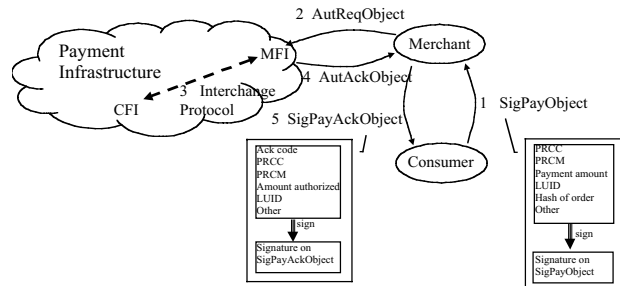 2 AutReqObject
Payment
Infrastructure
MFI
Merchant
4 AutAckObject
3 Interchange
Protocol
CFI
1 SigPayObject
5 SigPayAckObject
Consumer
Ack code
PRCC
PRCM
Amount authorized
LUID
Other
sign
Signature on
SigPayAckObject
PRCC
PRCM
Payment amount
LUID
Hash of order
Other
sign
Signature on
SigPayObject